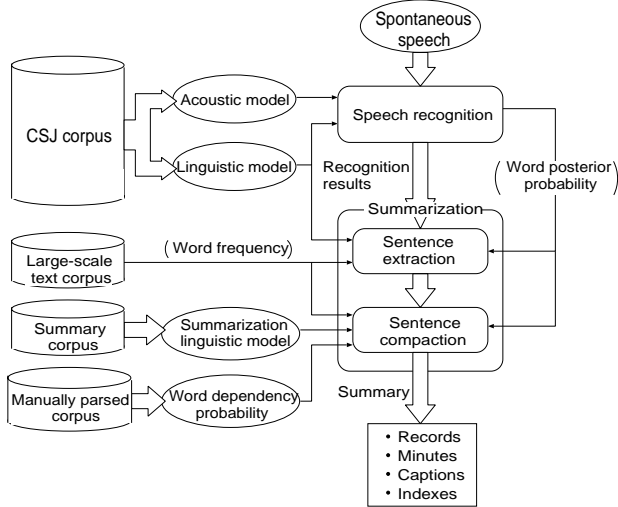 Spontaneous
speech
CSJ corpus
Acoustic model
Speech recognition
Linguistic model
Recognition
results
(Word posterior
probability)
Summarization
Large-scale
text corpus
(Word frequency)
Sentence
extraction
Summary
corpus
Summarization
linguistic model
Sentence
compaction
Manually parsed
corpus
Word dependency
probability
Summary
・Records
・Minutes
・Captions
・Indexes